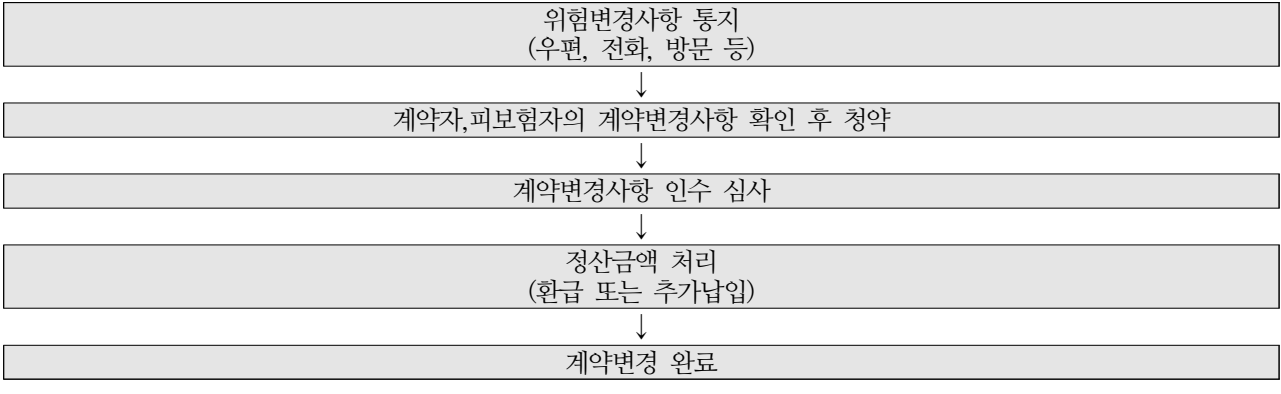 위험변경사항 통지
(우편, 전화, 방문 등)
↓
계약자,피보험자의 계약변경사항 확인 후 청약
↓
계약변경사항 인수 심사
↓
정산금액 처리
(환급 또는 추가납입)
↓
계약변경 완료